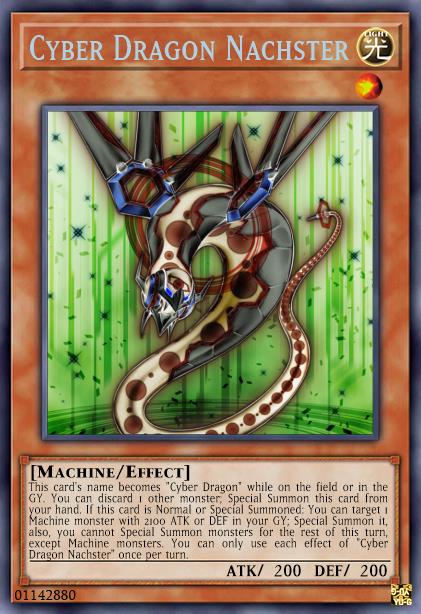 CYBER DRAGON NACHSTER
LIGHT
光
[MACHINE/EFFECT]
This card's name becomes "Cyber Dragon" while on the field or in the
GY. You can discard 1 other monster; Special Summon this card from
your hand. If this card is Normal or Special Summoned: You can target 1
Machine monster with 2100 ATK or DEF in your GY; Special Summon it,
also, you cannot Special Summon monsters for the rest of this turn,
except Machine monsters. You can only use each effect of "Cyber
Dragon Nachster" once per turn.
ATK/ 200 DEF/ 200
01142880